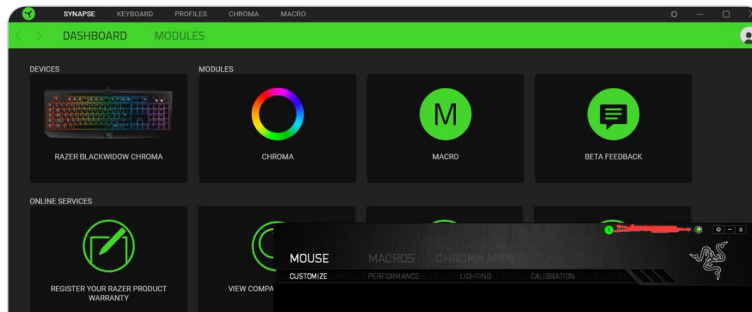 SYNAPSE KEYBOARD PROFILES CHROMA MACRO
DASHBOARD MODULES
DEVICES MODULES
RAZER BLACKWIDOW CHROMA CHROMA M MACRO BETA FEEDBACK
ONLINE SERVICES
MOUSE MACROS CHROMA APPS
CUSTOMIZE PERFORMANCE LIGHTING CALIBRATION
REGISTER YOUR RAZER PRODUCT
WARRANTY
VIEW COMPA